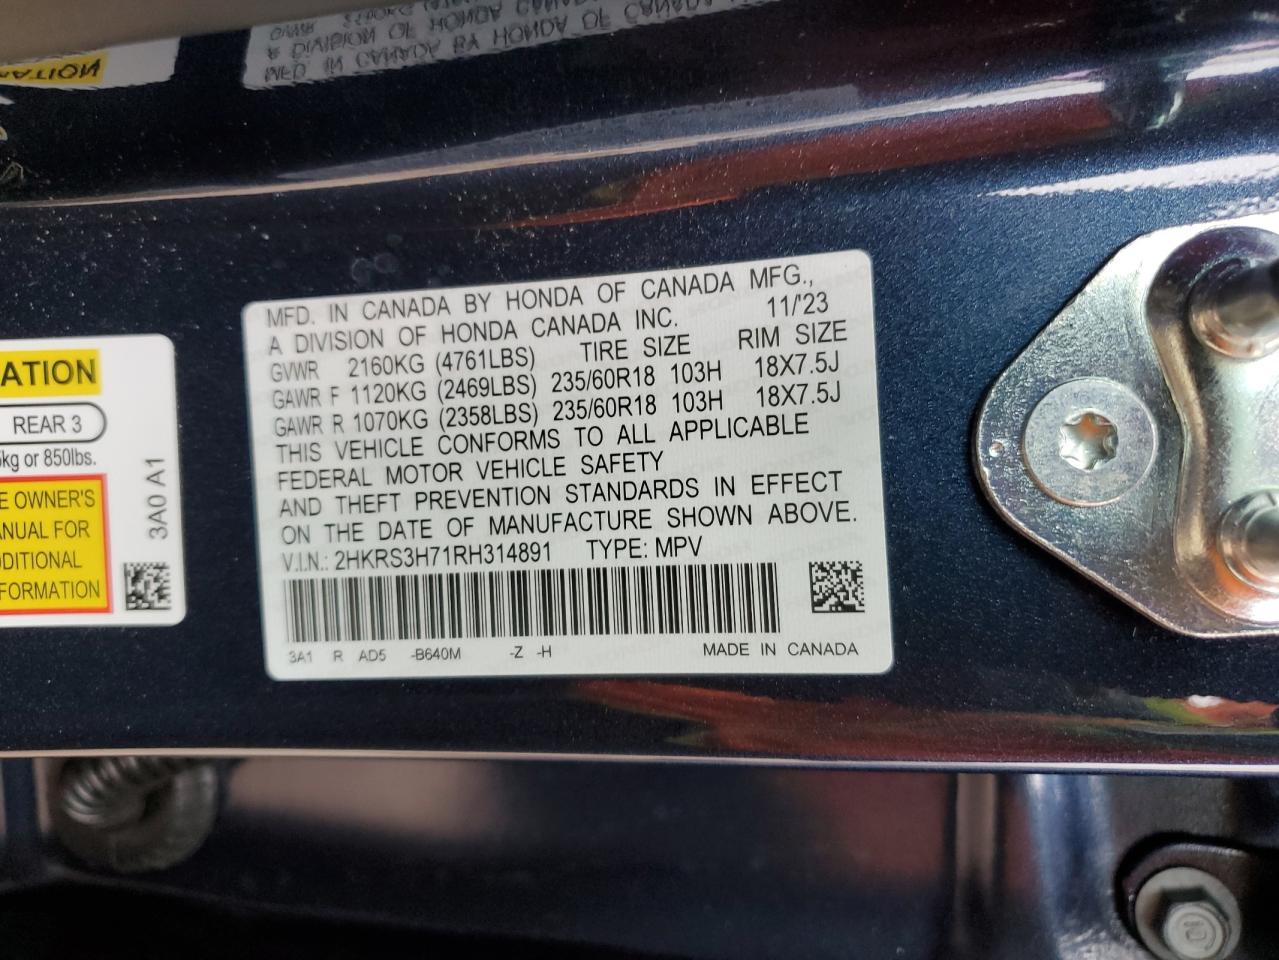 MFD. IN CANADA BY HONDA OF CANADA MFG.,
A DIVISION OF HONDA CANADA INC. 11/'23
GVWR 2160KG (4761LBS) TIRE SIZE RIM SIZE
GAWR F 1120KG (2469LBS) 235/60R18 103H 18X7.5J
GAWR R 1070KG (2358LBS) 235/60R18 103H 18X7.5J
THIS VEHICLE CONFORMS TO ALL APPLICABLE
FEDERAL MOTOR VEHICLE SAFETY
AND THEFT PREVENTION STANDARDS IN EFFECT
ON THE DATE OF MANUFACTURE SHOWN ABOVE.
V.I.N.: 2HKRS3H71RH314891 TYPE: MPV
3A1 R AD5 -B640M -Z -H MADE IN CANADA
ATION
REAR 3
5kg or 850lbs.
E OWNER'S
ANUAL FOR
DDITIONAL
FORMATION
3A0 A1